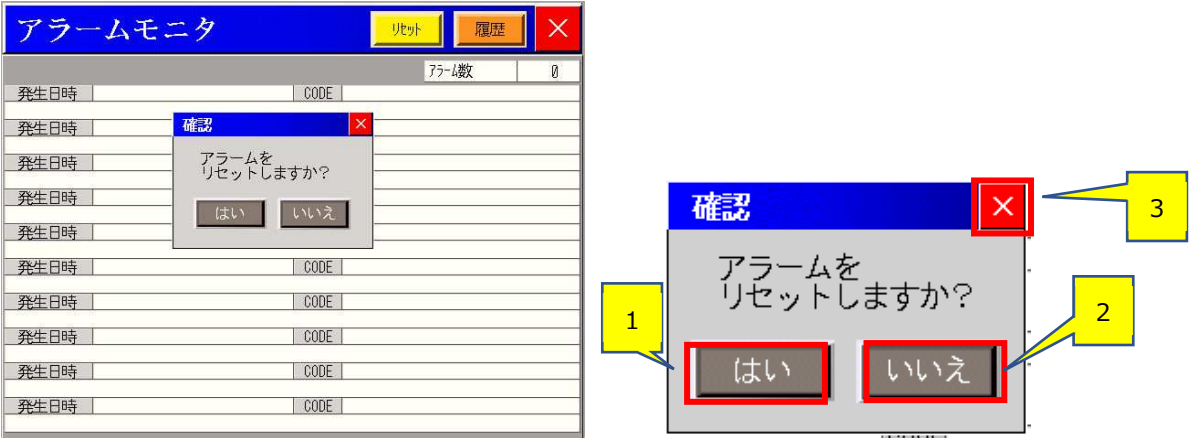 アラームモニタ
リセット
履歴
×
アラーム数 0
発生日時 CODE
発生日時
発生日時
発生日時
発生日時
発生日時 CODE
発生日時 CODE
発生日時 CODE
発生日時 CODE
発生日時 CODE
確認 ×
アラームを
リセットしますか?
はい いいえ
確認 ×
アラームを
リセットしますか?
はい いいえ
1
2
3